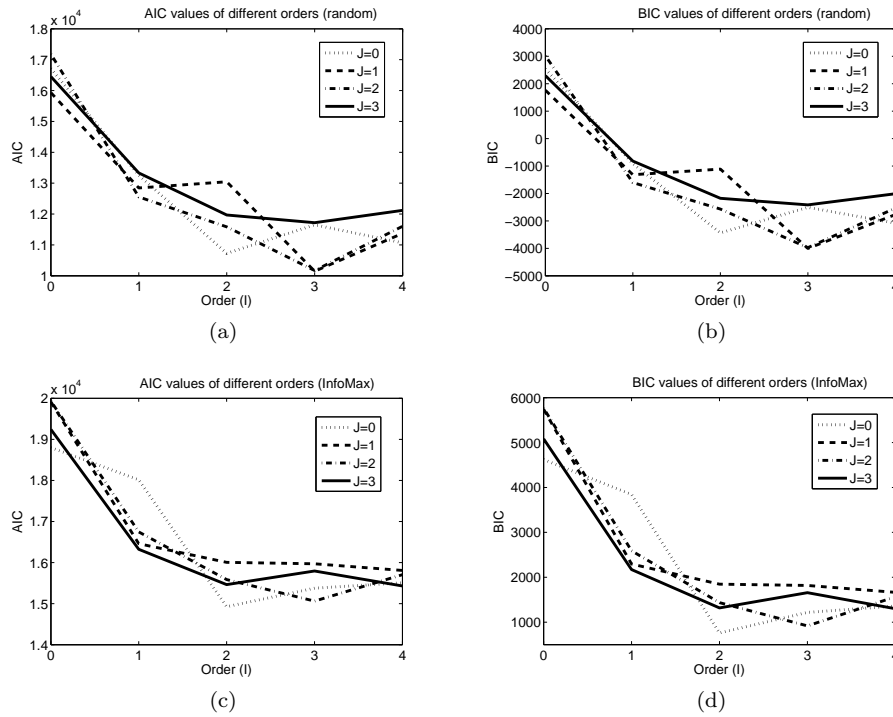 AIC values of different orders (random)
x 10^4
1.8
1.7
1.6
1.5
1.4
1.3
1.2
1.1
1
AIC
0 1 2 3 4
Order (I)
J=0
J=1
J=2
J=3
(a)
BIC values of different orders (random)
4000
3000
2000
1000
0
−1000
−2000
−3000
−4000
−5000
BIC
0 1 2 3 4
Order (I)
J=0
J=1
J=2
J=3
(b)
AIC values of different orders (InfoMax)
x 10^4
2
1.9
1.8
1.7
1.6
1.5
1.4
AIC
0 1 2 3 4
Order (I)
J=0
J=1
J=2
J=3
(c)
BIC values of different orders (InfoMax)
6000
5000
4000
3000
2000
1000
BIC
0 1 2 3 4
Order (I)
J=0
J=1
J=2
J=3
(d)